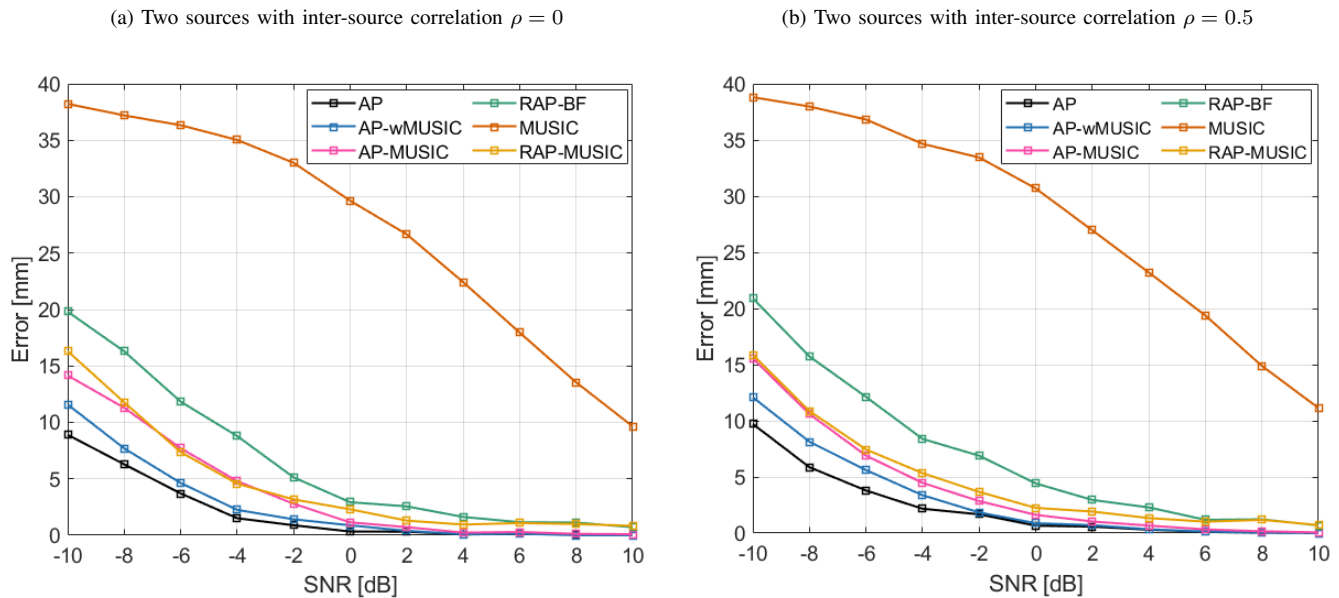 (a) Two sources with inter-source correlation ρ = 0
(b) Two sources with inter-source correlation ρ = 0.5
40
35
30
25
20
15
10
5
0
Error [mm]
-10 -8 -6 -4 -2 0 2 4 6 8 10
SNR [dB]
AP RAP-BF
AP-wMUSIC MUSIC
AP-MUSIC RAP-MUSIC
40
35
30
25
20
15
10
5
0
Error [mm]
-10 -8 -6 -4 -2 0 2 4 6 8 10
SNR [dB]
AP RAP-BF
AP-wMUSIC MUSIC
AP-MUSIC RAP-MUSIC